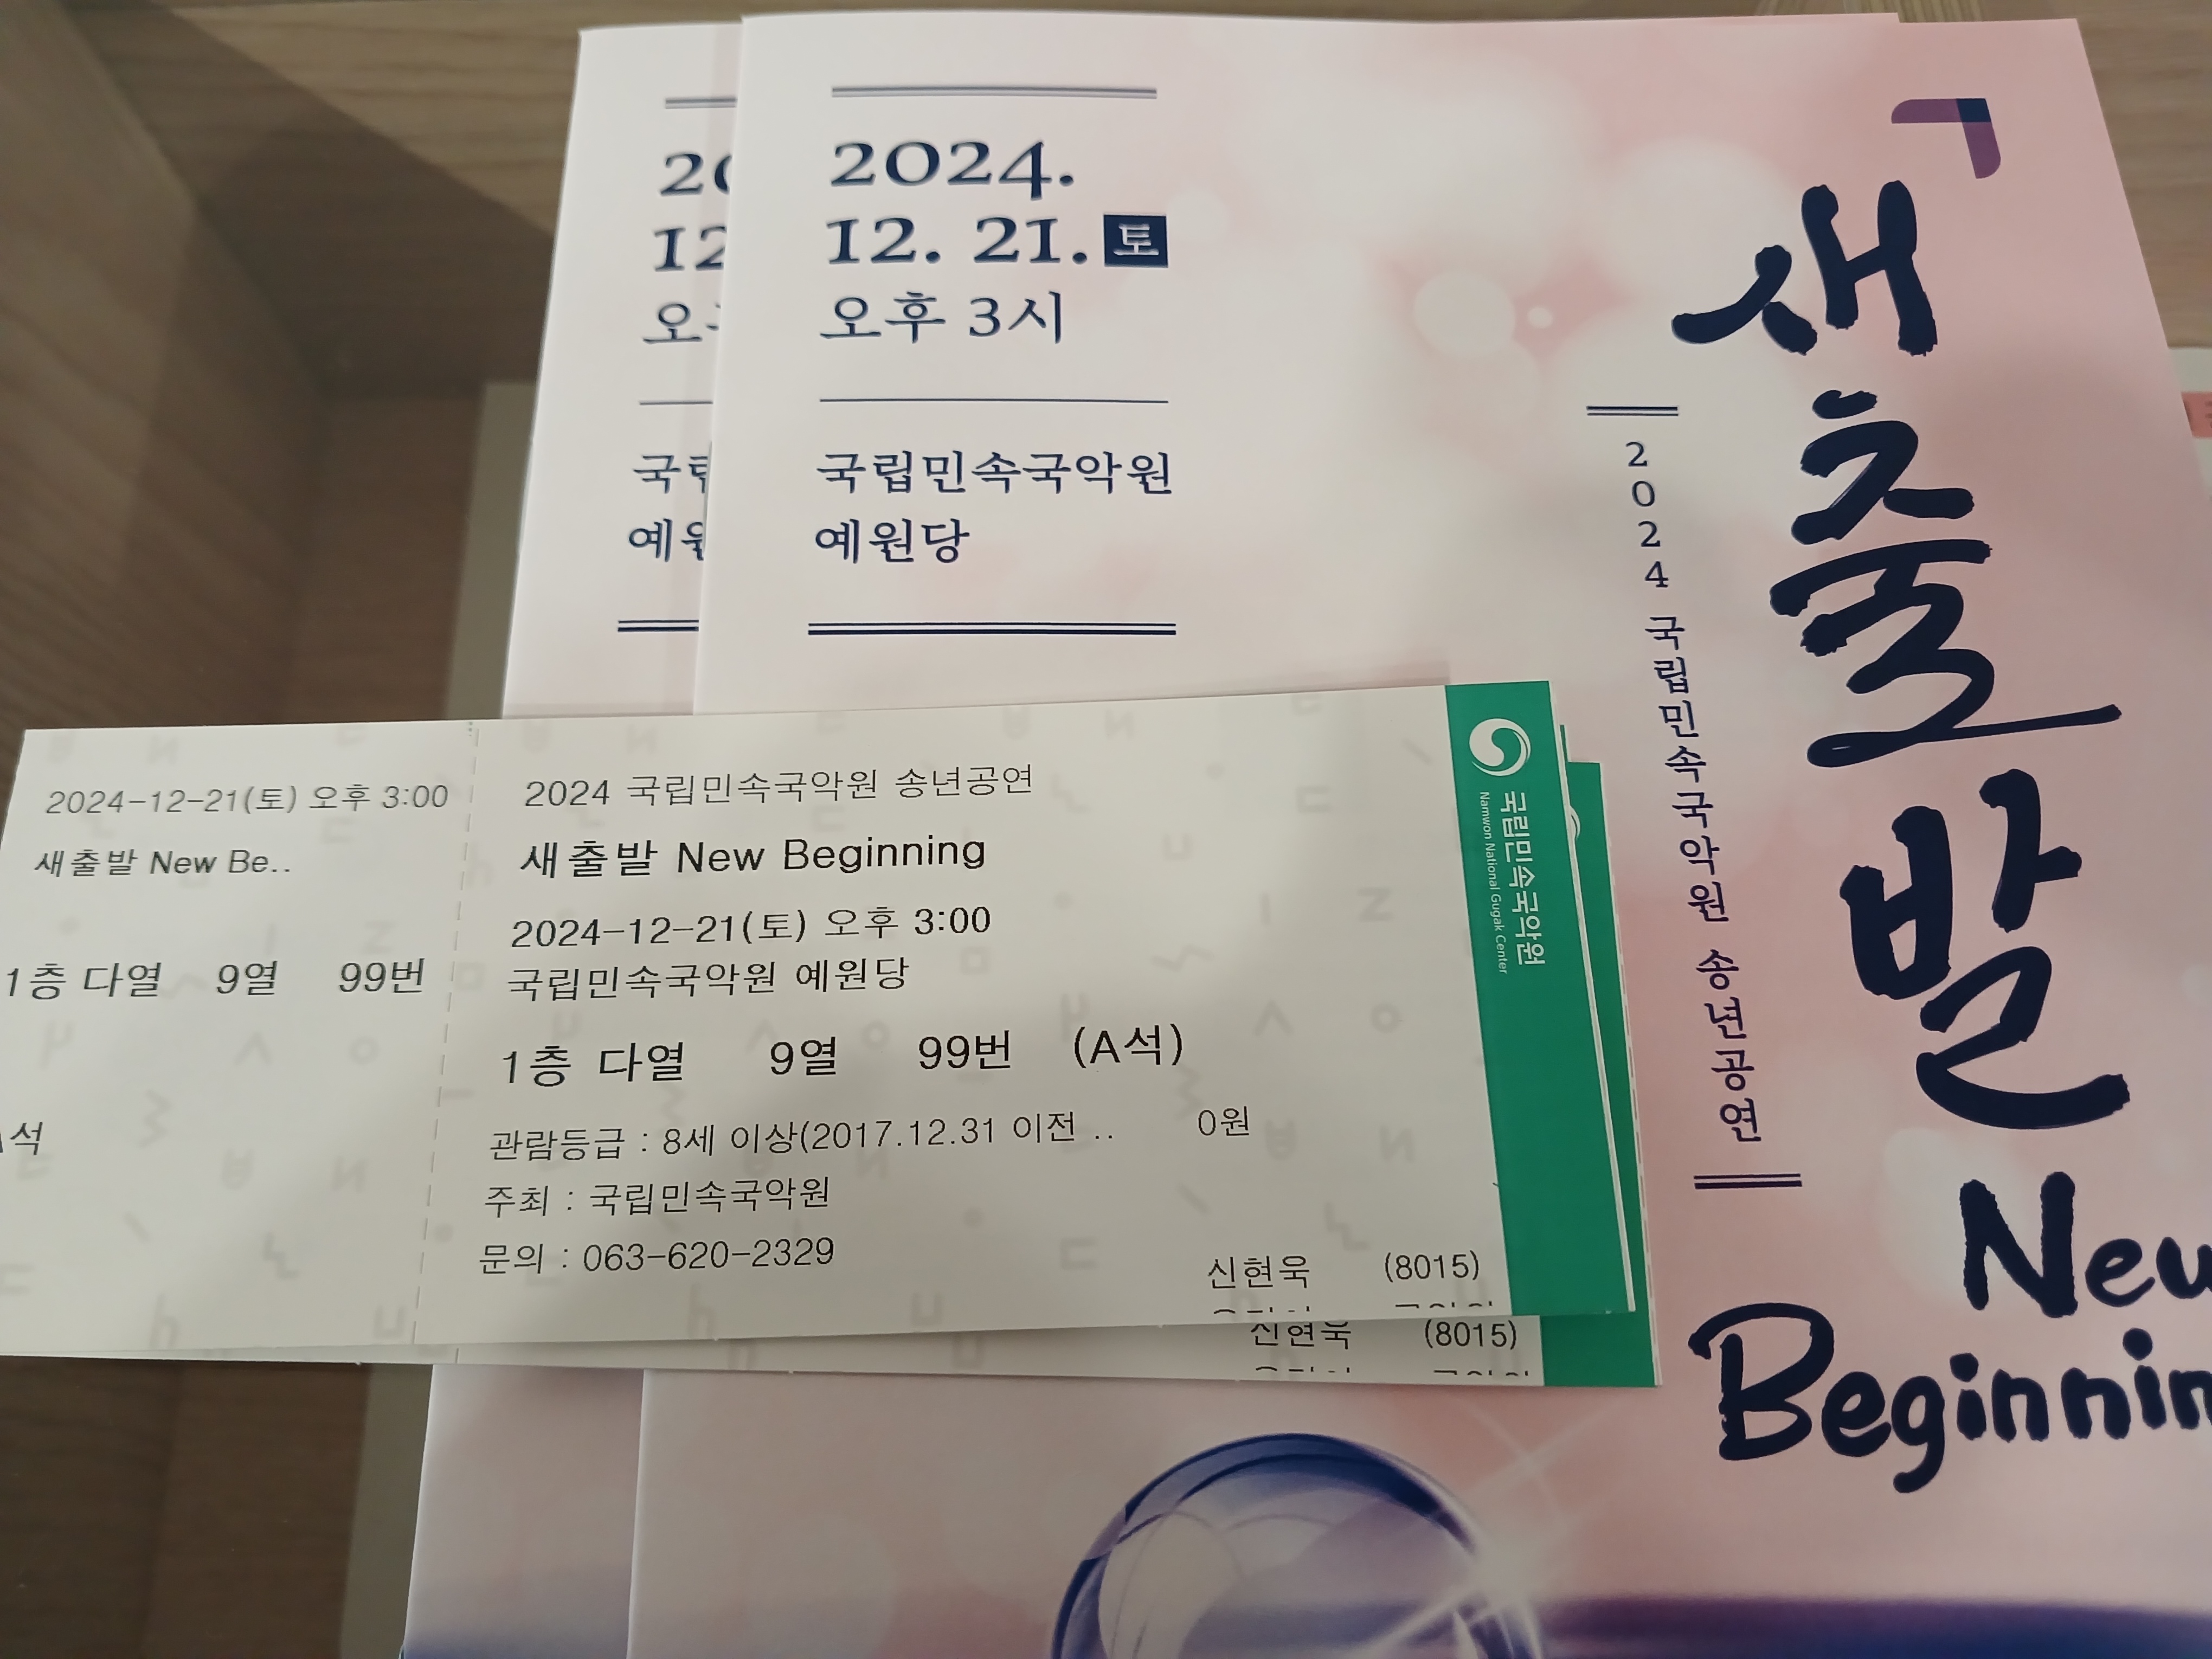 2024.
12. 21. 토
오후 3시
국립민속국악원
예원당
새출발
2024 국립민속국악원 송년공연
New
Beginnin
2024-12-21(토) 오후 3:00
새출발 New Be..
1층 다열 9열 99번
석
2024 국립민속국악원 송년공연
새출발 New Beginning
2024-12-21(토) 오후 3:00
국립민속국악원 예원당
1층 다열 9열 99번 (A석)
관람등급 : 8세 이상(2017.12.31 이전 .. 0원
주최 : 국립민속국악원
문의 : 063-620-2329
신현욱 (8015)
국립민속국악원
Namwon National Gugak Center
신현욱 (8015)